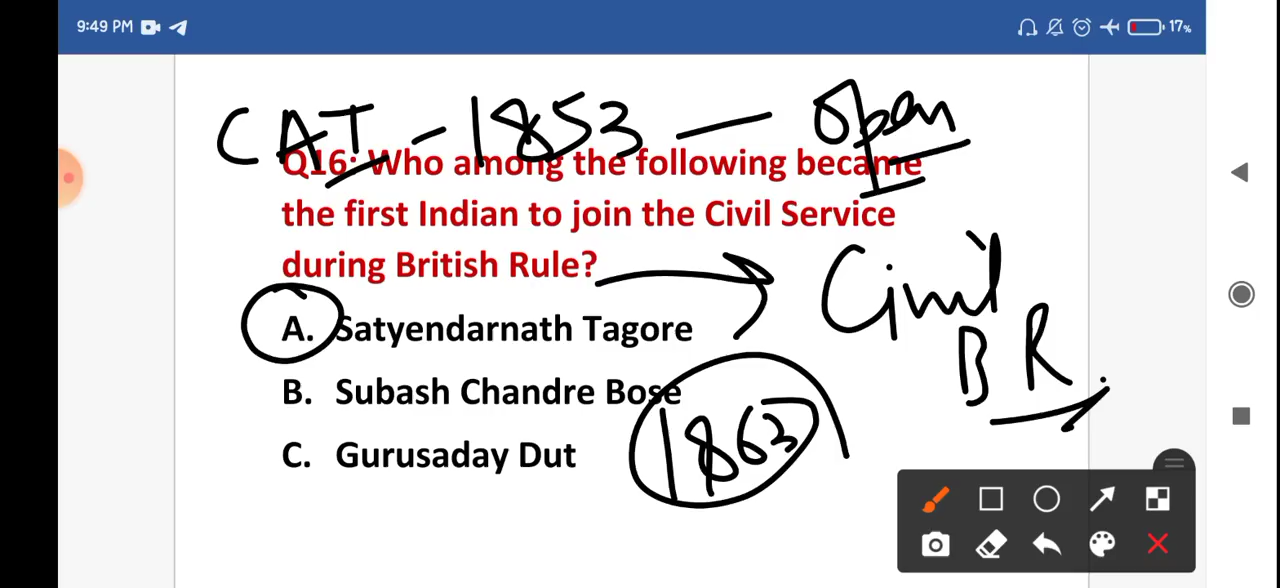 9:49 PM
17%
CAT - 1853 — open
Q16: Who among the following became
the first Indian to join the Civil Service
during British Rule?
Civil
B R.
A. Satyendarnath Tagore
B. Subash Chandre Bose
1863
C. Gurusaday Dut